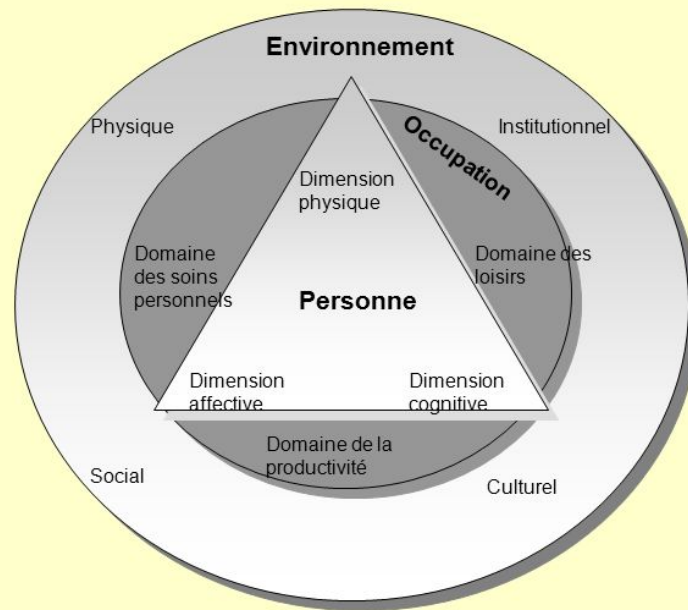 Environnement
Physique
Institutionnel
Occupation
Dimension
physique
Domaine
des soins
personnels
Domaine des
loisirs
Personne
Dimension
affective
Dimension
cognitive
Domaine de la
productivité
Social
Culturel